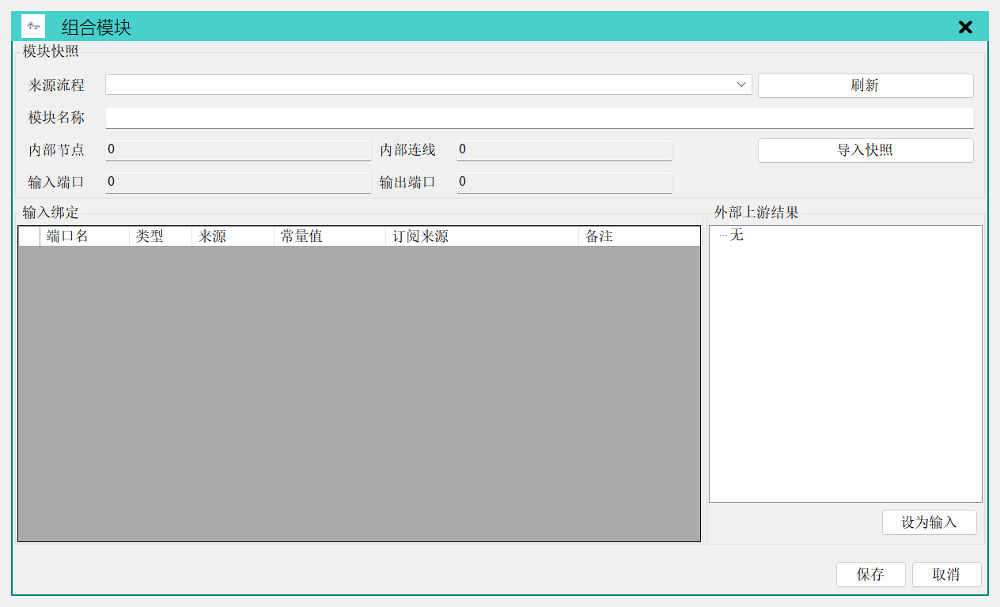 组合模块
模块快照
来源流程 刷新
模块名称
内部节点 0 内部连线 0 导入快照
输入端口 0 输出端口 0
输入绑定 外部上游结果
端口名 类型 来源 常量值 订阅来源 备注 无
设为输入
保存 取消